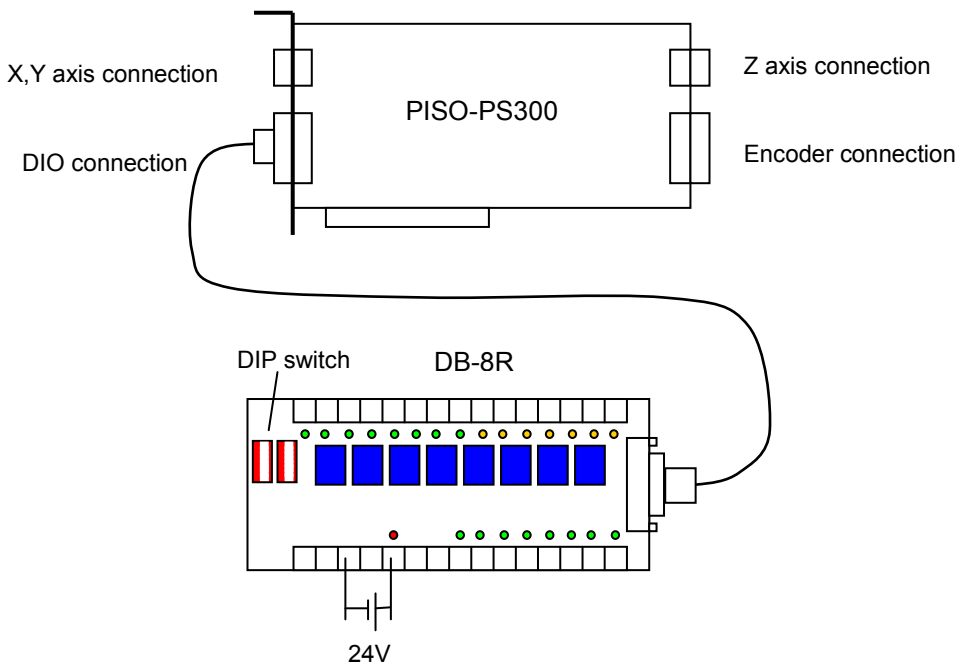 X,Y axis connection
Z axis connection
PISO-PS300
DIO connection
Encoder connection
DIP switch
DB-8R
24V